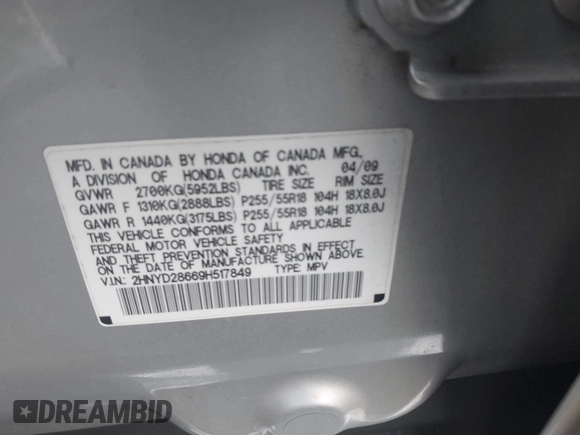 MFD. IN CANADA BY HONDA OF CANADA MFG.,
A DIVISION OF HONDA CANADA INC. 04/09
GVWR 2700KG(5952LBS) TIRE SIZE RIM SIZE
GAWR F 1310KG(2888LBS) P255/55R18 104H 18X8.0J
GAWR R 1440KG(3175LBS) P255/55R18 104H 18X8.0J
THIS VEHICLE CONFORMS TO ALL APPLICABLE
FEDERAL MOTOR VEHICLE SAFETY
AND THEFT PREVENTION STANDARDS IN EFFECT
ON THE DATE OF MANUFACTURE SHOWN ABOVE.
V.I.N.: 2HNYD28669H517849 TYPE: MPV
DREAMBID